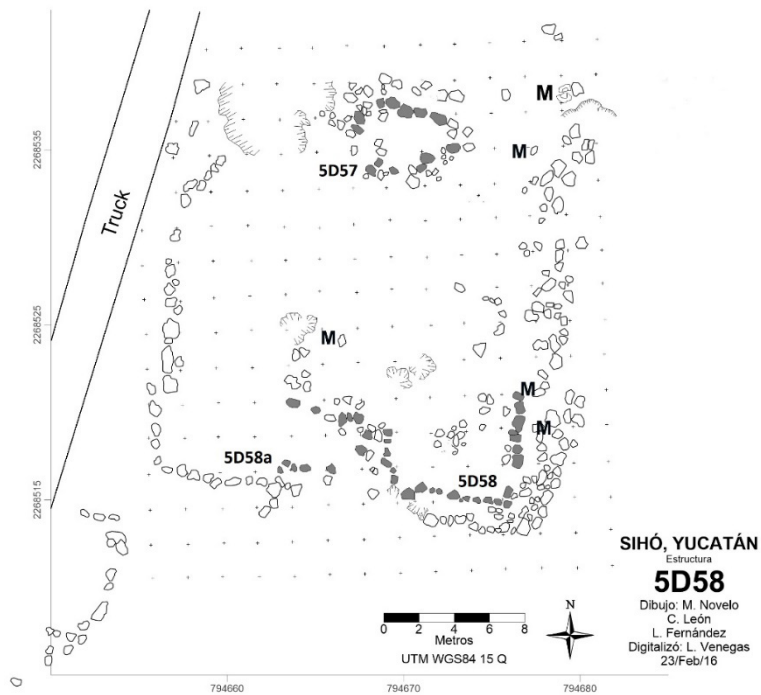 M
M
2268535
5D57
Truck
2268525
M
M
M
5D58a
5D58
2268515
SIHÓ, YUCATÁN
Estructura
5D58
Dibujo: M. Novelo
C. León
L. Fernández
Digitalizó: L. Venegas
23/Feb/16
N
0 2 4 6 8
Metros
UTM WGS84 15 Q
794660 794670 794680